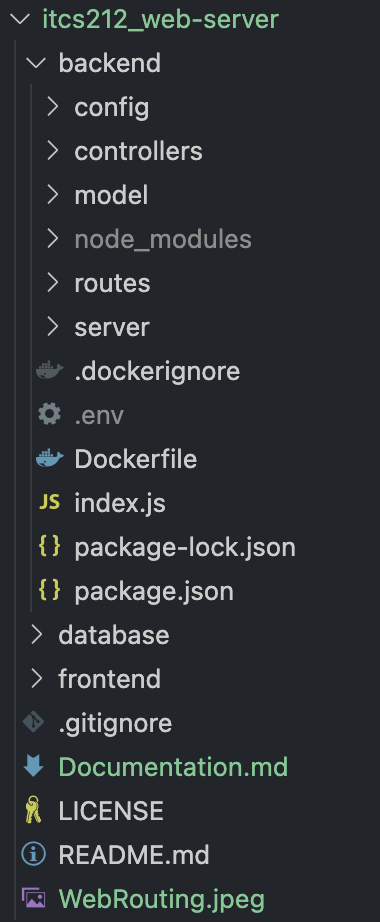 itcs212_web-server
backend
config
controllers
model
node_modules
routes
server
.dockerignore
.env
Dockerfile
JS index.js
{} package-lock.json
{} package.json
database
frontend
.gitignore
Documentation.md
LICENSE
README.md
WebRouting.jpeg